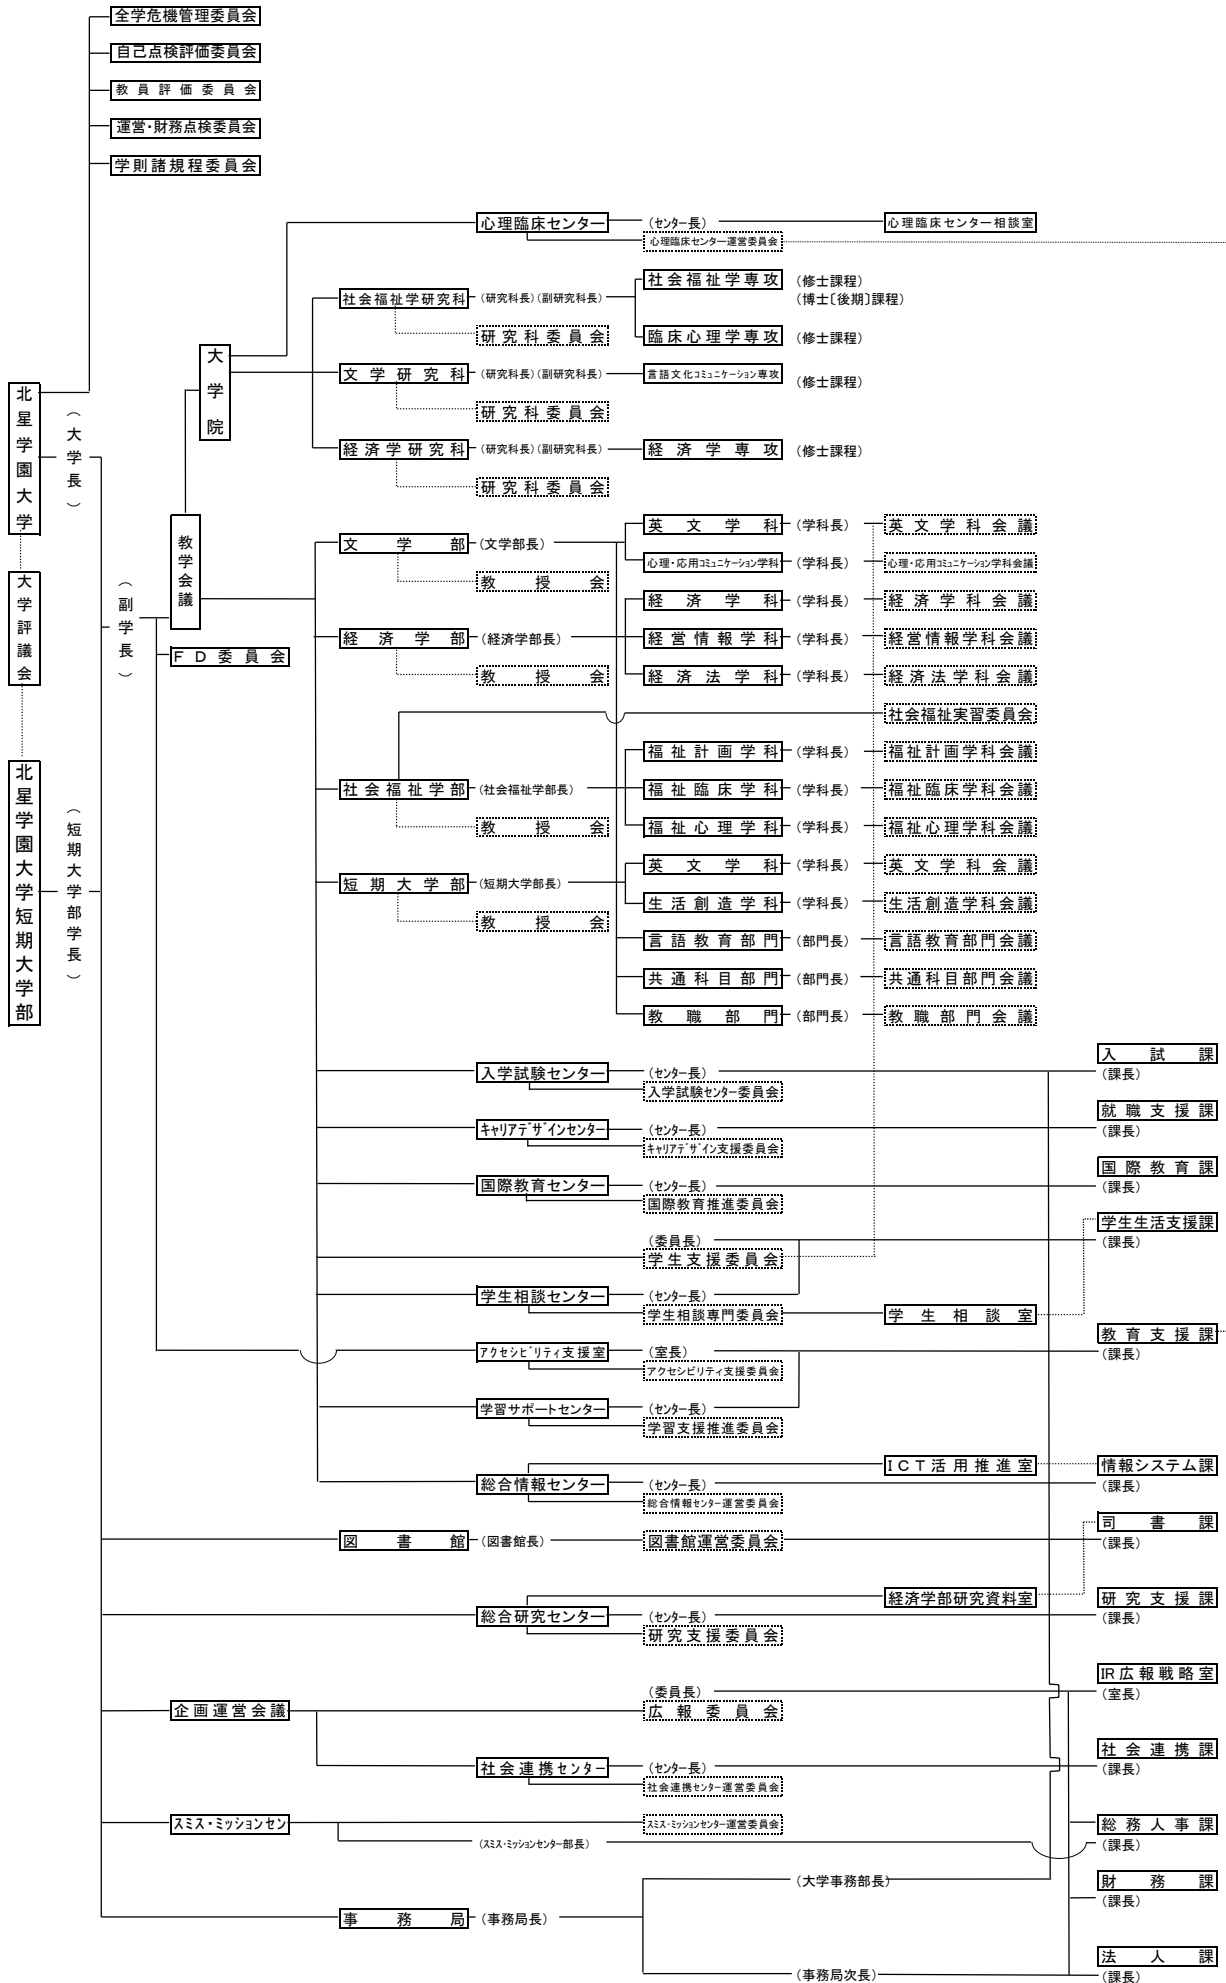 全学危機管理委員会
自己点検評価委員会
教員評価委員会
運営・財務点検委員会
学則諸規程委員会
北星学園大学
（大学長）
大学評議会
北星学園大学短期大学部
（短期大学部学長）
（副学長）
教学会議
FD委員会
大学院
心理臨床センター （センター長） 心理臨床センター相談室
心理臨床センター運営委員会
社会福祉学研究科 （研究科長）（副研究科長） 社会福祉学専攻 （修士課程）
（博士〔後期〕課程）
研究科委員会 臨床心理学専攻 （修士課程）
文学研究科 （研究科長）（副研究科長） 言語文化コミュニケーション専攻 （修士課程）
研究科委員会
経済学研究科 （研究科長）（副研究科長） 経済学専攻 （修士課程）
研究科委員会
英文学科 （学科長） 英文学科会議
文学部 （文学部長）
心理・応用コミュニケーション学科 （学科長） 心理・応用コミュニケーション学科会議
教授会
経済学科 （学科長） 経済学科会議
経済学部 （経済学部長） 経営情報学科 （学科長） 経営情報学科会議
教授会 経済法学科 （学科長） 経済法学科会議
社会福祉実習委員会
福祉計画学科 （学科長） 福祉計画学科会議
社会福祉学部 （社会福祉学部長） 福祉臨床学科 （学科長） 福祉臨床学科会議
教授会 福祉心理学科 （学科長） 福祉心理学科会議
英文学科 （学科長） 英文学科会議
短期大学部 （短期大学部長）
生活創造学科 （学科長） 生活創造学科会議
教授会
言語教育部門 （部門長） 言語教育部門会議
共通科目部門 （部門長） 共通科目部門会議
教職部門 （部門長） 教職部門会議
入試課
入学試験センター （センター長） （課長）
入学試験センター委員会
就職支援課
キャリアデザインセンター （センター長） （課長）
キャリアデザイン支援委員会
国際教育課
国際教育センター （センター長） （課長）
国際教育推進委員会
学生生活支援課
（委員長） （課長）
学生支援委員会
学生相談センター （センター長）
学生相談専門委員会 学生相談室
教育支援課
アクセシビリティ支援室 （室長） （課長）
アクセシビリティ支援委員会
学習サポートセンター （センター長）
学習支援推進委員会
ICT活用推進室 情報システム課
総合情報センター （センター長） （課長）
総合情報センター運営委員会
司書課
図書館 （図書館長） 図書館運営委員会 （課長）
経済学部研究資料室 研究支援課
総合研究センター （センター長） （課長）
研究支援委員会
IR広報戦略室
（委員長） （室長）
企画運営会議 広報委員会
社会連携課
社会連携センター （センター長） （課長）
社会連携センター運営委員会
スミス・ミッションセン スミス・ミッションセンター運営委員会 総務人事課
（スミス・ミッションセンター部長） （課長）
（大学事務部長） 財務課
（課長）
事務局 （事務局長）
法人課
（事務局次長） （課長）